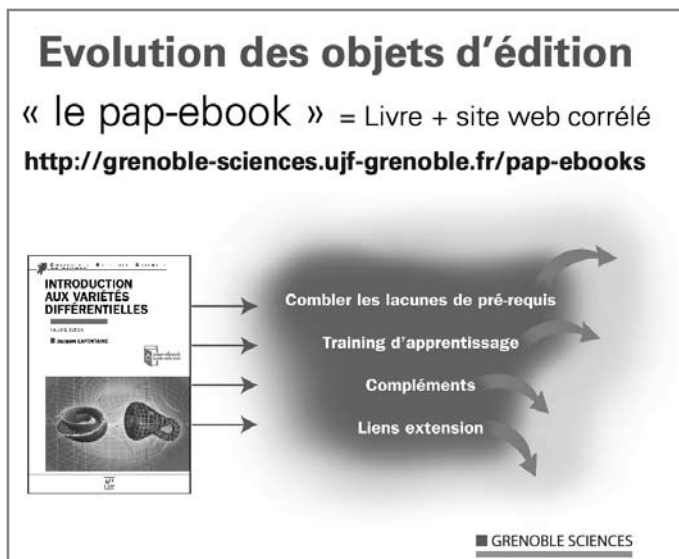 Evolution des objets d'édition
« le pap-ebook » = Livre + site web corrélé
http://grenoble-sciences.ujf-grenoble.fr/pap-ebooks
INTRODUCTION
AUX VARIÉTÉS
DIFFÉRENTIELLES
Jacques LAFONTAINE
Combler les lacunes de pré-requis
Training d'apprentissage
Compléments
Liens extension
GRENOBLE SCIENCES